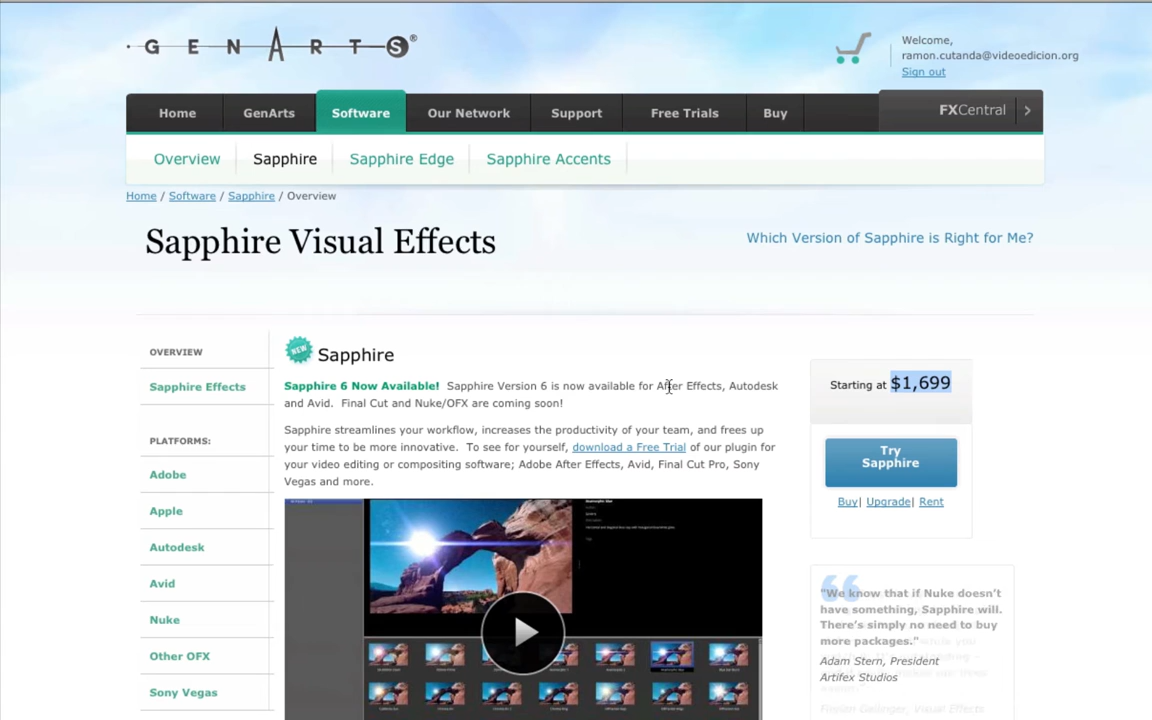 GENARTS®
Welcome,
ramon.cutanda@videoedicion.org
Sign out
Home
GenArts
Software
Our Network
Support
Free Trials
Buy
FXCentral
Overview
Sapphire
Sapphire Edge
Sapphire Accents
Home / Software / Sapphire / Overview
Sapphire Visual Effects
Which Version of Sapphire is Right for Me?
OVERVIEW
Sapphire Effects
PLATFORMS:
Adobe
Apple
Autodesk
Avid
Nuke
Other OFX
Sony Vegas
NEW
Sapphire
Sapphire 6 Now Available! Sapphire Version 6 is now available for After Effects, Autodesk
and Avid. Final Cut and Nuke/OFX are coming soon!
Sapphire streamlines your workflow, increases the productivity of your team, and frees up
your time to be more innovative. To see for yourself, download a Free Trial of our plugin for
your video editing or compositing software; Adobe After Effects, Avid, Final Cut Pro, Sony
Vegas and more.
Starting at $1,699
Try
Sapphire
Buy| Upgrade| Rent
"We know that if Nuke doesn't
have something, Sapphire will.
There's simply no need to buy
more packages."
Adam Stern, President
Artifex Studios